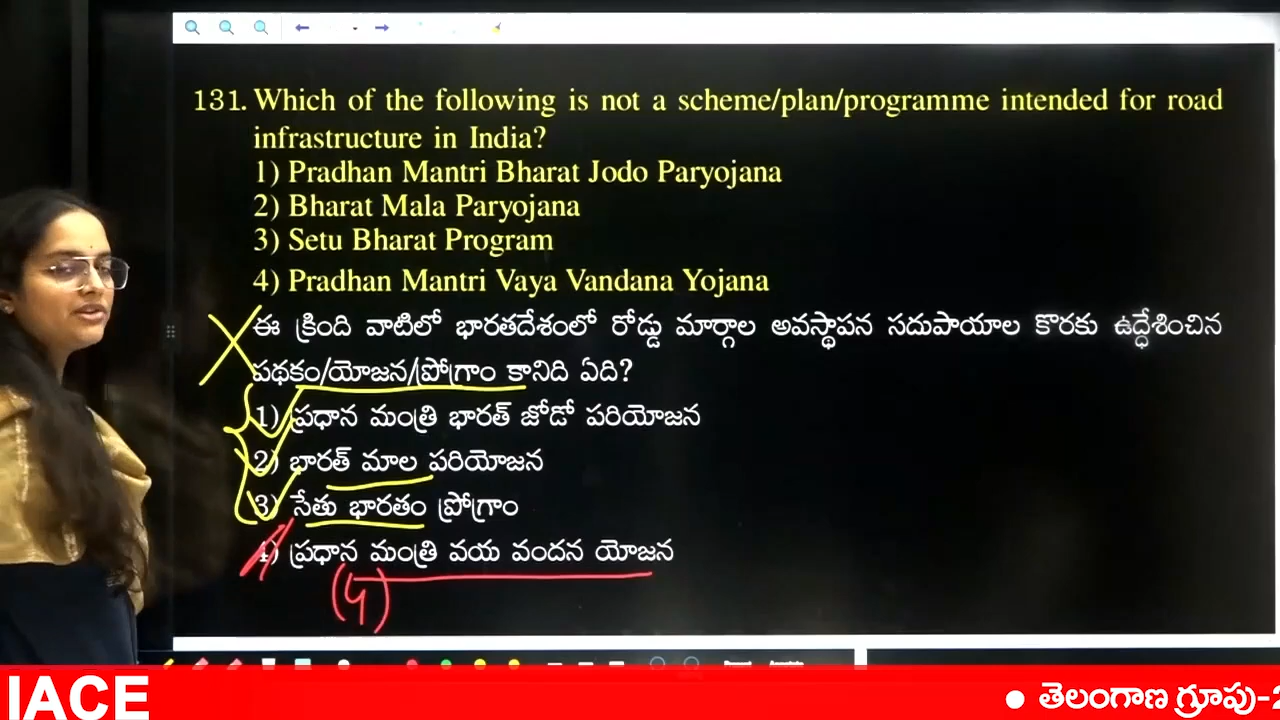 131. Which of the following is not a scheme/plan/programme intended for road
infrastructure in India?
1) Pradhan Mantri Bharat Jodo Paryojana
2) Bharat Mala Paryojana
3) Setu Bharat Program
4) Pradhan Mantri Vaya Vandana Yojana
ఈ క్రింది వాటిలో భారతదేశంలో రోడ్డు మార్గాల అవస్థాపన సదుపాయాల కొరకు ఉద్దేశించిన
పథకం/యోజన/ప్రోగ్రాం కానిది ఏది?
1) ప్రధాన మంత్రి భారత్ జోడో పరియోజన
2) భారత్ మాల పరియోజన
3) సేతు భారతం ప్రోగ్రాం
4) ప్రధాన మంత్రి వయ వందన యోజన
(4)
IACE
● తెలంగాణ గ్రూపు-2